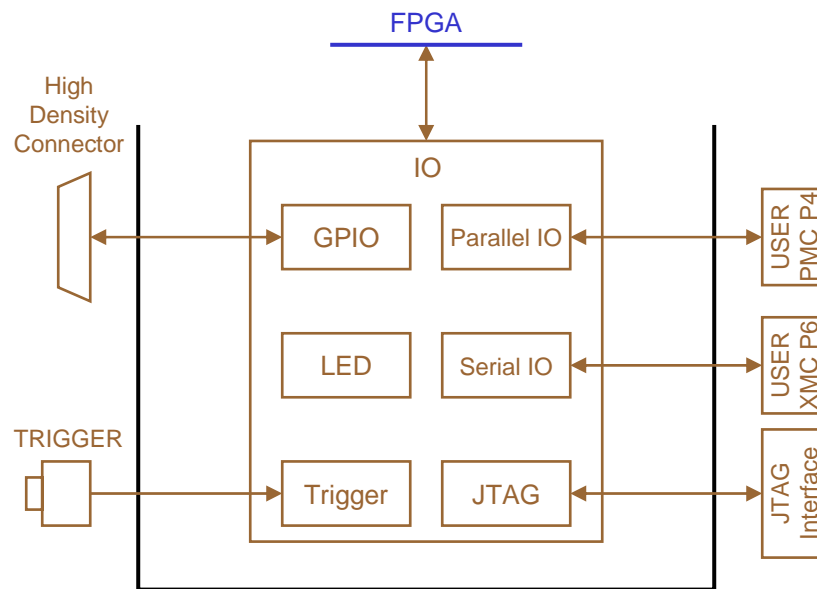 FPGA
High
Density
Connector
IO
GPIO
Parallel IO
USER
PMC P4
LED
Serial IO
USER
XMC P6
TRIGGER
Trigger
JTAG
JTAG
Interface